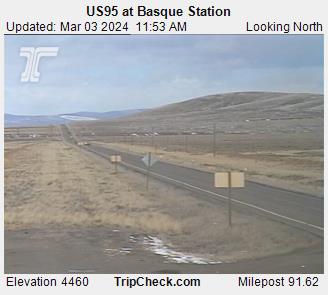 US95 at Basque Station
Updated: Mar 03 2024 11:53 AM Looking North
Elevation 4460 TripCheck.com Milepost 91.62